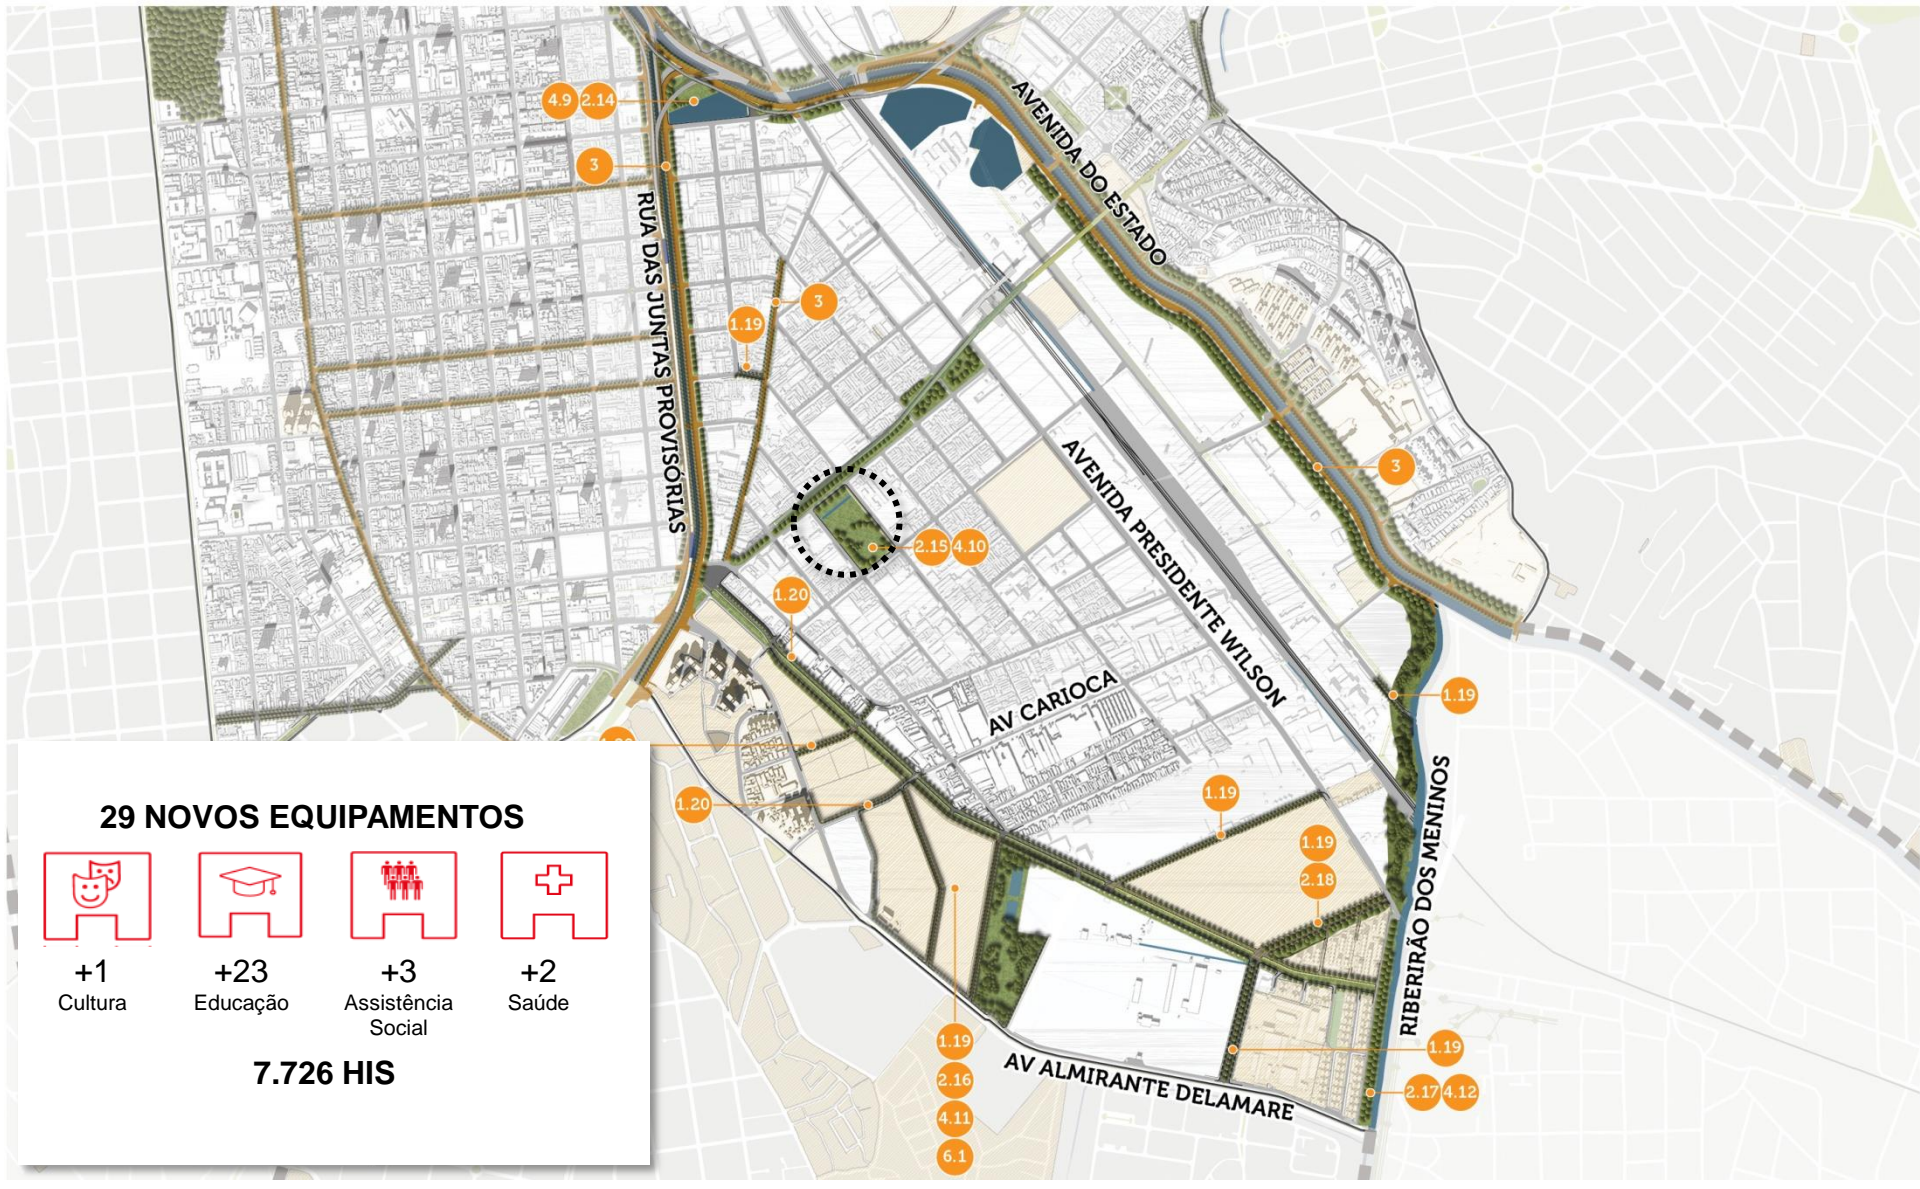 4.9 2.14
3
AVENIDA DO ESTADO
RUA DAS JUNTAS PROVISÓRIAS
3
1.19
3
AVENIDA PRESIDENTE WILSON
2.15 4.10
1.20
AV CARIOCA
1.19
1.20
1.19
1.19
2.18
RIBERIRÃO DOS MENINOS
1.19
2.16
4.11
6.1
AV ALMIRANTE DELAMARE
1.19
2.17 4.12
29 NOVOS EQUIPAMENTOS
+1
Cultura
+23
Educação
+3
Assistência
Social
+2
Saúde
7.726 HIS